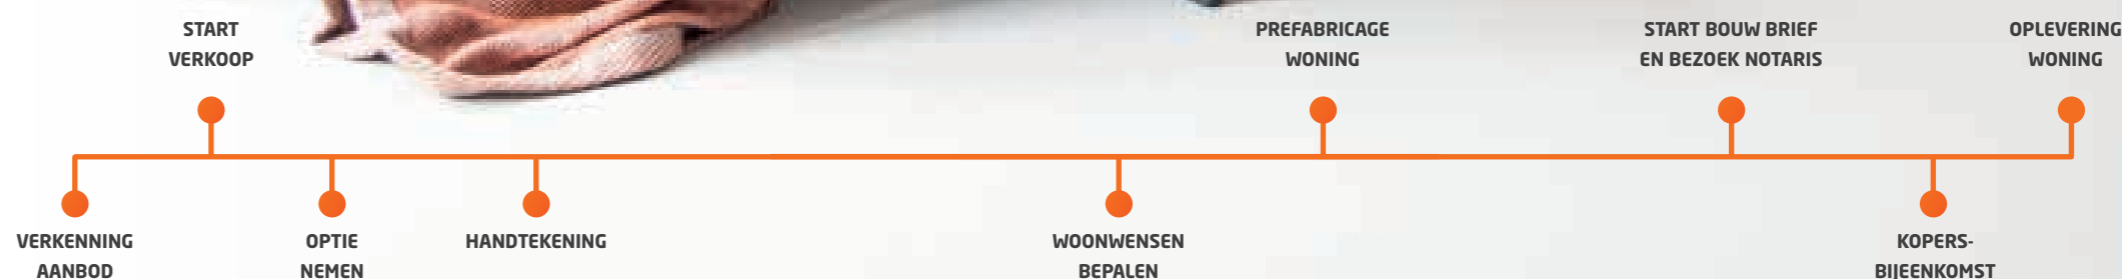 START
VERKOOP
PREFABRICAGE
WONING
START BOUW BRIEF
EN BEZOEK NOTARIS
OPLEVERING
WONING
VERKENNING
AANBOD
OPTIE
NEMEN
HANDTEKENING
WOONWENSEN
BEPALEN
KOPERS-
BIJEENKOMST